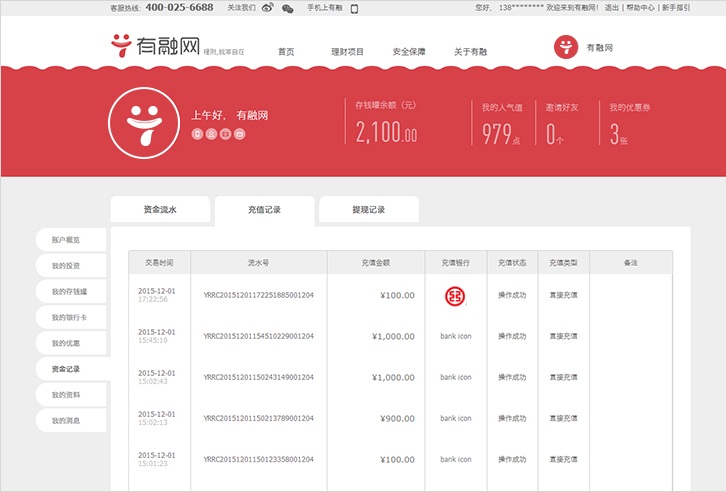 客服热线: 400-025-6688 关注我们 手机上有融 您好, 138******** 欢迎来到有融网! 退出 | 帮助中心 | 新手指引
有融网 理财,我享自在 首页 理财项目 安全保障 关于有融 有融网
上午好, 有融网
存钱罐余额 (元) 我的人气值 邀请好友 我的优惠券
2,100.00 979点 0个 3张
资金流水 充值记录 提现记录
账户概览
我的投资
我的存钱罐
我的银行卡
我的优惠
资金记录
我的资料
我的消息
交易时间 流水号 充值金额 充值银行 充值状态 充值类型 备注
2015-12-01 17:22:56 YRRC20151201172251885001204 ¥100.00 操作成功 直接充值
2015-12-01 15:45:10 YRRC20151201154510229001204 ¥1,000.00 bank icon 操作成功 直接充值
2015-12-01 15:02:43 YRRC20151201150243149001204 ¥1,000.00 bank icon 操作成功 直接充值
2015-12-01 15:02:13 YRRC20151201150213789001204 ¥900.00 bank icon 操作成功 直接充值
2015-12-01 15:01:23 YRRC20151201150123358001204 ¥100.00 bank icon 操作成功 直接充值